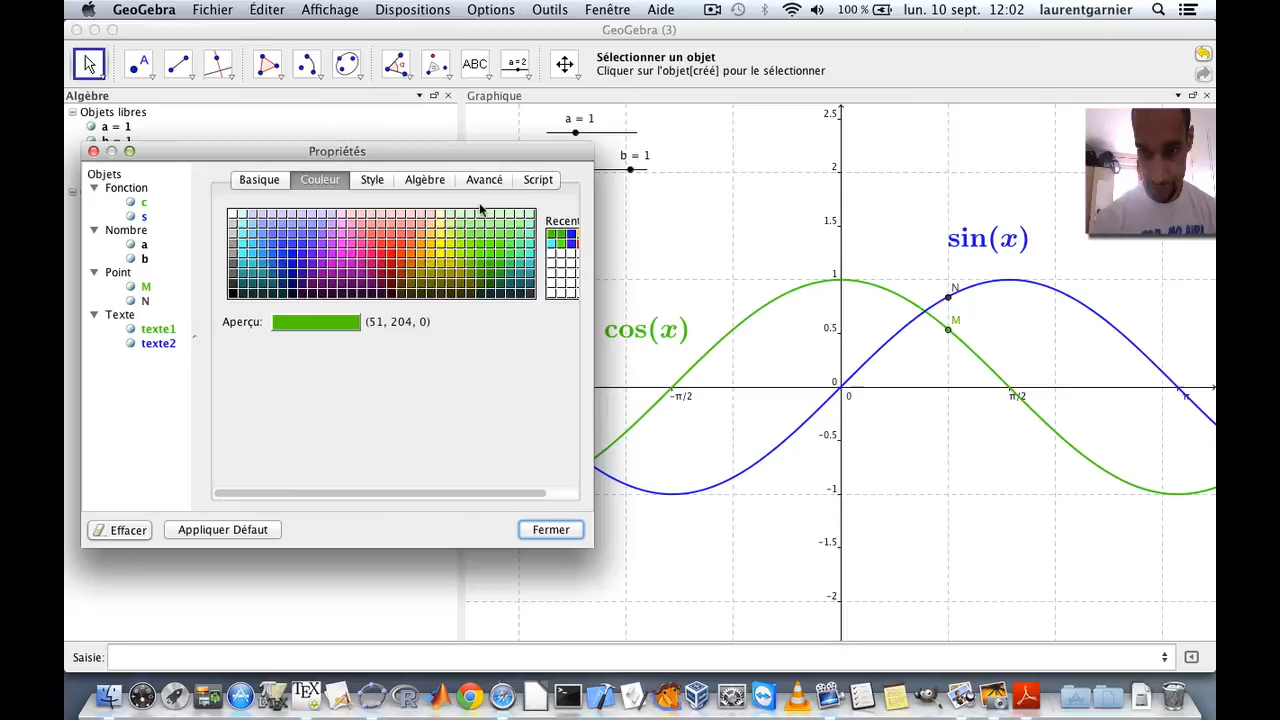 GeoGebra Fichier Éditer Affichage Dispositions Options Outils Fenêtre Aide 100 % lun. 10 sept. 12:02 laurentgarnier
GeoGebra (3)
A
α
ABC
a=2
Sélectionner un objet
Cliquer sur l'objet[créé] pour le sélectionner
Algèbre
Graphique
Objets libres
a = 1
a = 1
b = 1
Propriétés
Objets
Fonction
c
s
Nombre
a
b
Point
M
N
Texte
texte1
texte2
Basique Couleur Style Algèbre Avancé Script
Recent
Aperçu: (51, 204, 0)
Effacer
Appliquer Défaut
Fermer
2.5
2
1.5
1
0.5
0
-0.5
-1
-1.5
-2
-π/2
0
π/2
π
sin(x)
cos(x)
N
M
Saisie:
TEX
R